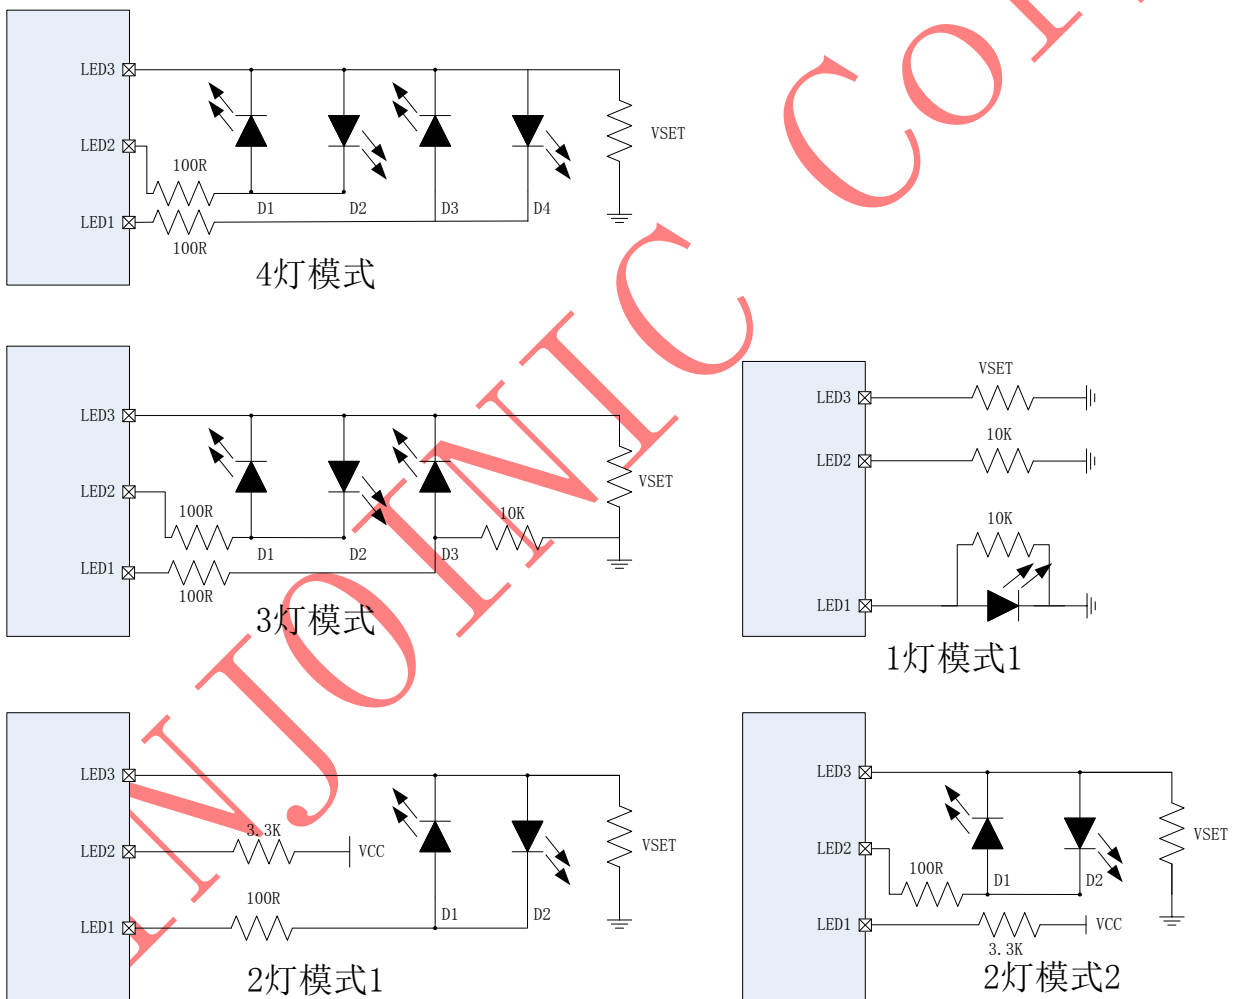 LED3
LED2
LED1
100R
100R
D1
D2
D3
D4
VSET
4灯模式
LED3
LED2
LED1
100R
100R
D1
D2
D3
10K
VSET
3灯模式
LED3
LED2
LED1
VSET
10K
10K
1灯模式1
LED3
LED2
LED1
3.3K
VCC
100R
D1
D2
VSET
2灯模式1
LED3
LED2
LED1
100R
D1
D2
VSET
3.3K
VCC
2灯模式2
NJOINIC Cor